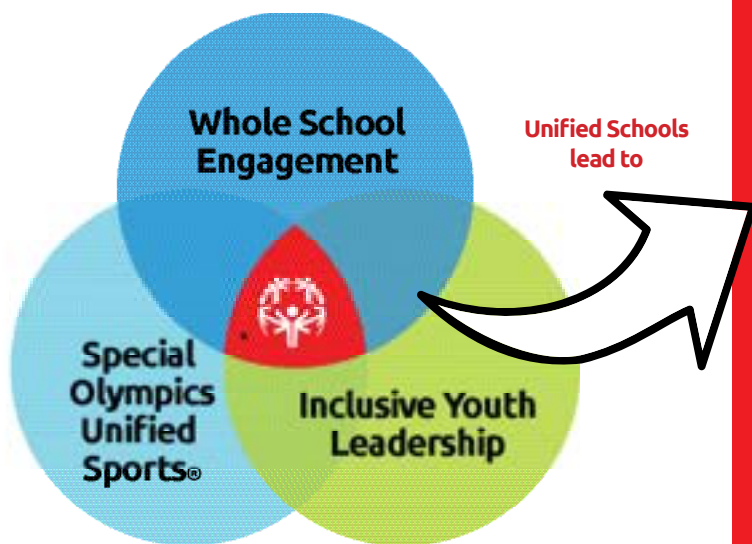 Whole School
Engagement
Unified Schools
lead to
Special
Olympics
Unified
Sports®
Inclusive Youth
Leadership